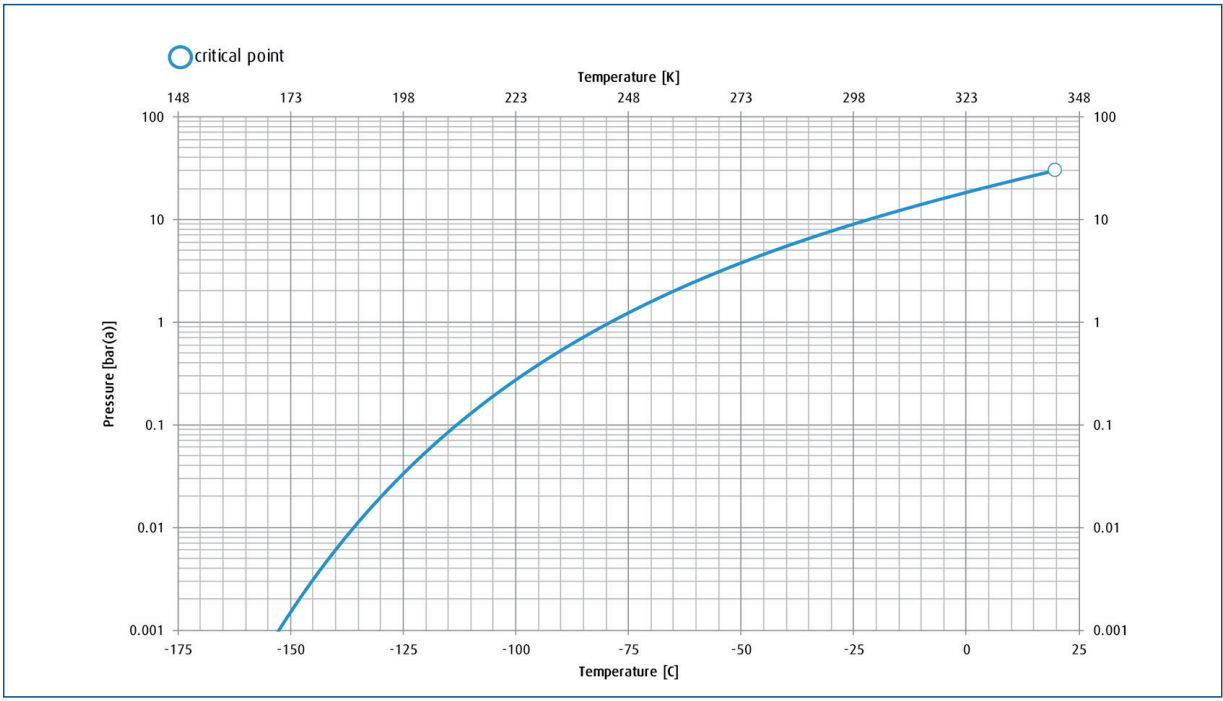 critical point
Temperature [K]
148 173 198 223 248 273 298 323 348
100 100
10 10
1 1
Pressure [bar(a)]
0.1 0.1
0.01 0.01
0.001 0.001
-175 -150 -125 -100 -75 -50 -25 0 25
Temperature [C]